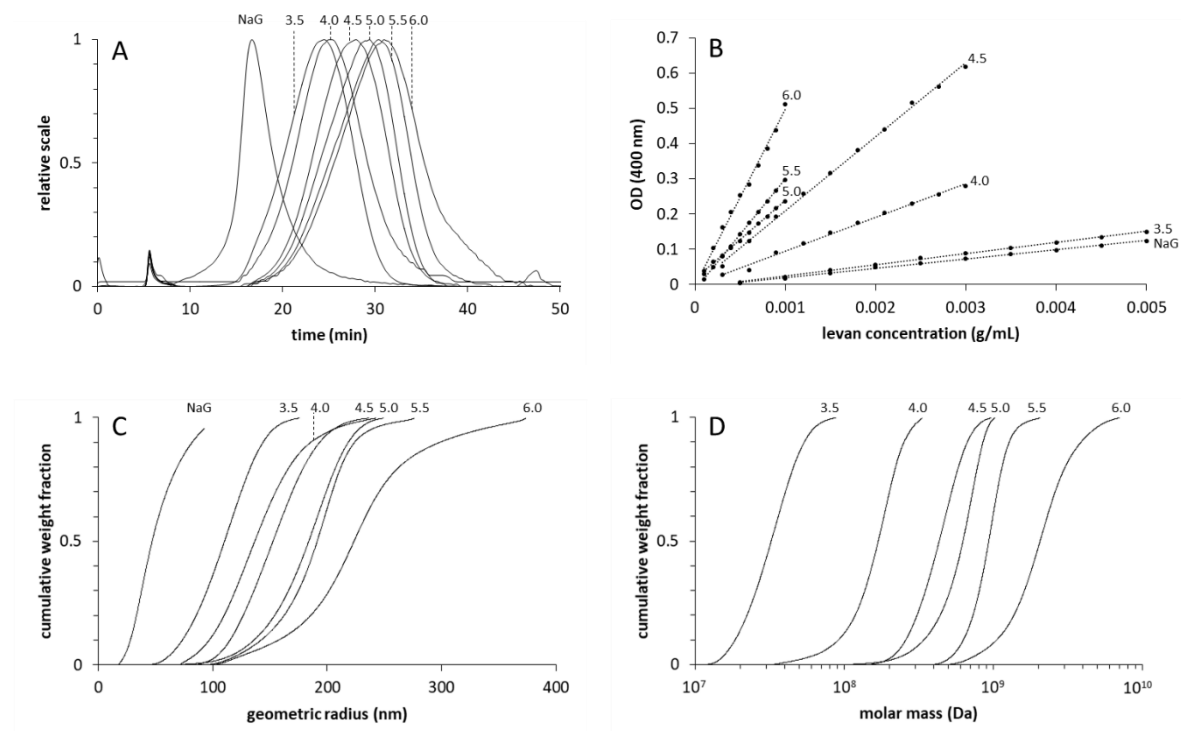 A
NaG 3.5 4.0 4.5 5.0 5.5 6.0
relative scale
1
0.5
0
0 10 20 30 40 50
time (min)
B
OD (400 nm)
0.7
0.6
0.5
0.4
0.3
0.2
0.1
0
6.0
4.5
5.5
5.0
4.0
3.5
NaG
0 0.001 0.002 0.003 0.004 0.005
levan concentration (g/mL)
C
NaG 3.5 4.0 4.5 5.0 5.5 6.0
cumulative weight fraction
1
0.5
0
0 100 200 300 400
geometric radius (nm)
D
3.5 4.0 4.5 5.0 5.5 6.0
cumulative weight fraction
1
0.5
0
10⁷ 10⁸ 10⁹ 10¹⁰
molar mass (Da)